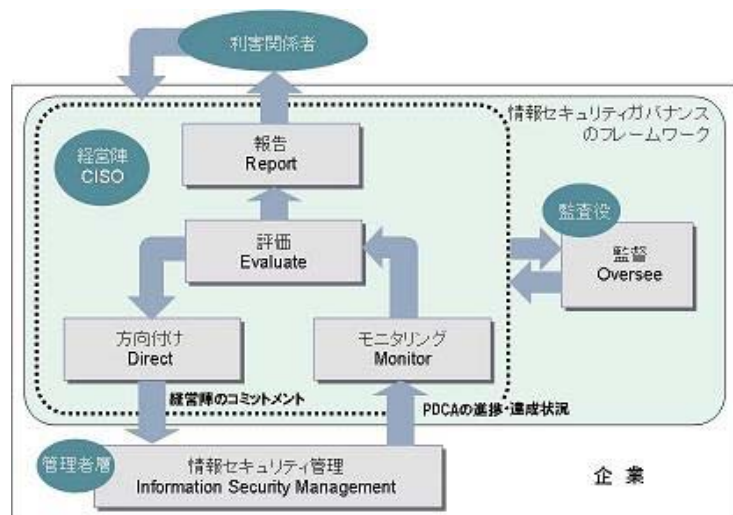 利害関係者
情報セキュリティガバナンス
のフレームワーク
経営陣
CISO
報告
Report
監査役
評価
Evaluate
監督
Oversee
方向付け
Direct
モニタリング
Monitor
経営陣のコミットメント
PDCAの進捗・達成状況
管理者層
情報セキュリティ管理
Information Security Management
企 業